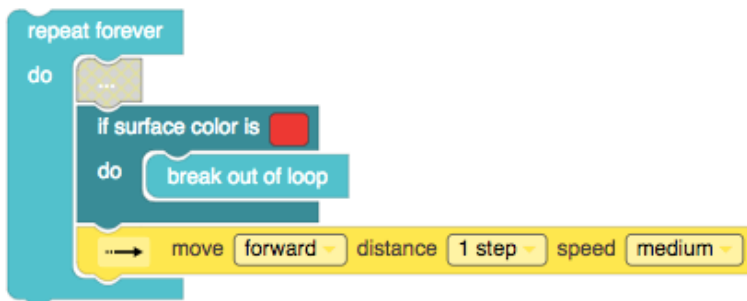 repeat forever
do
...
if surface color is
do
break out of loop
move forward distance 1 step speed medium